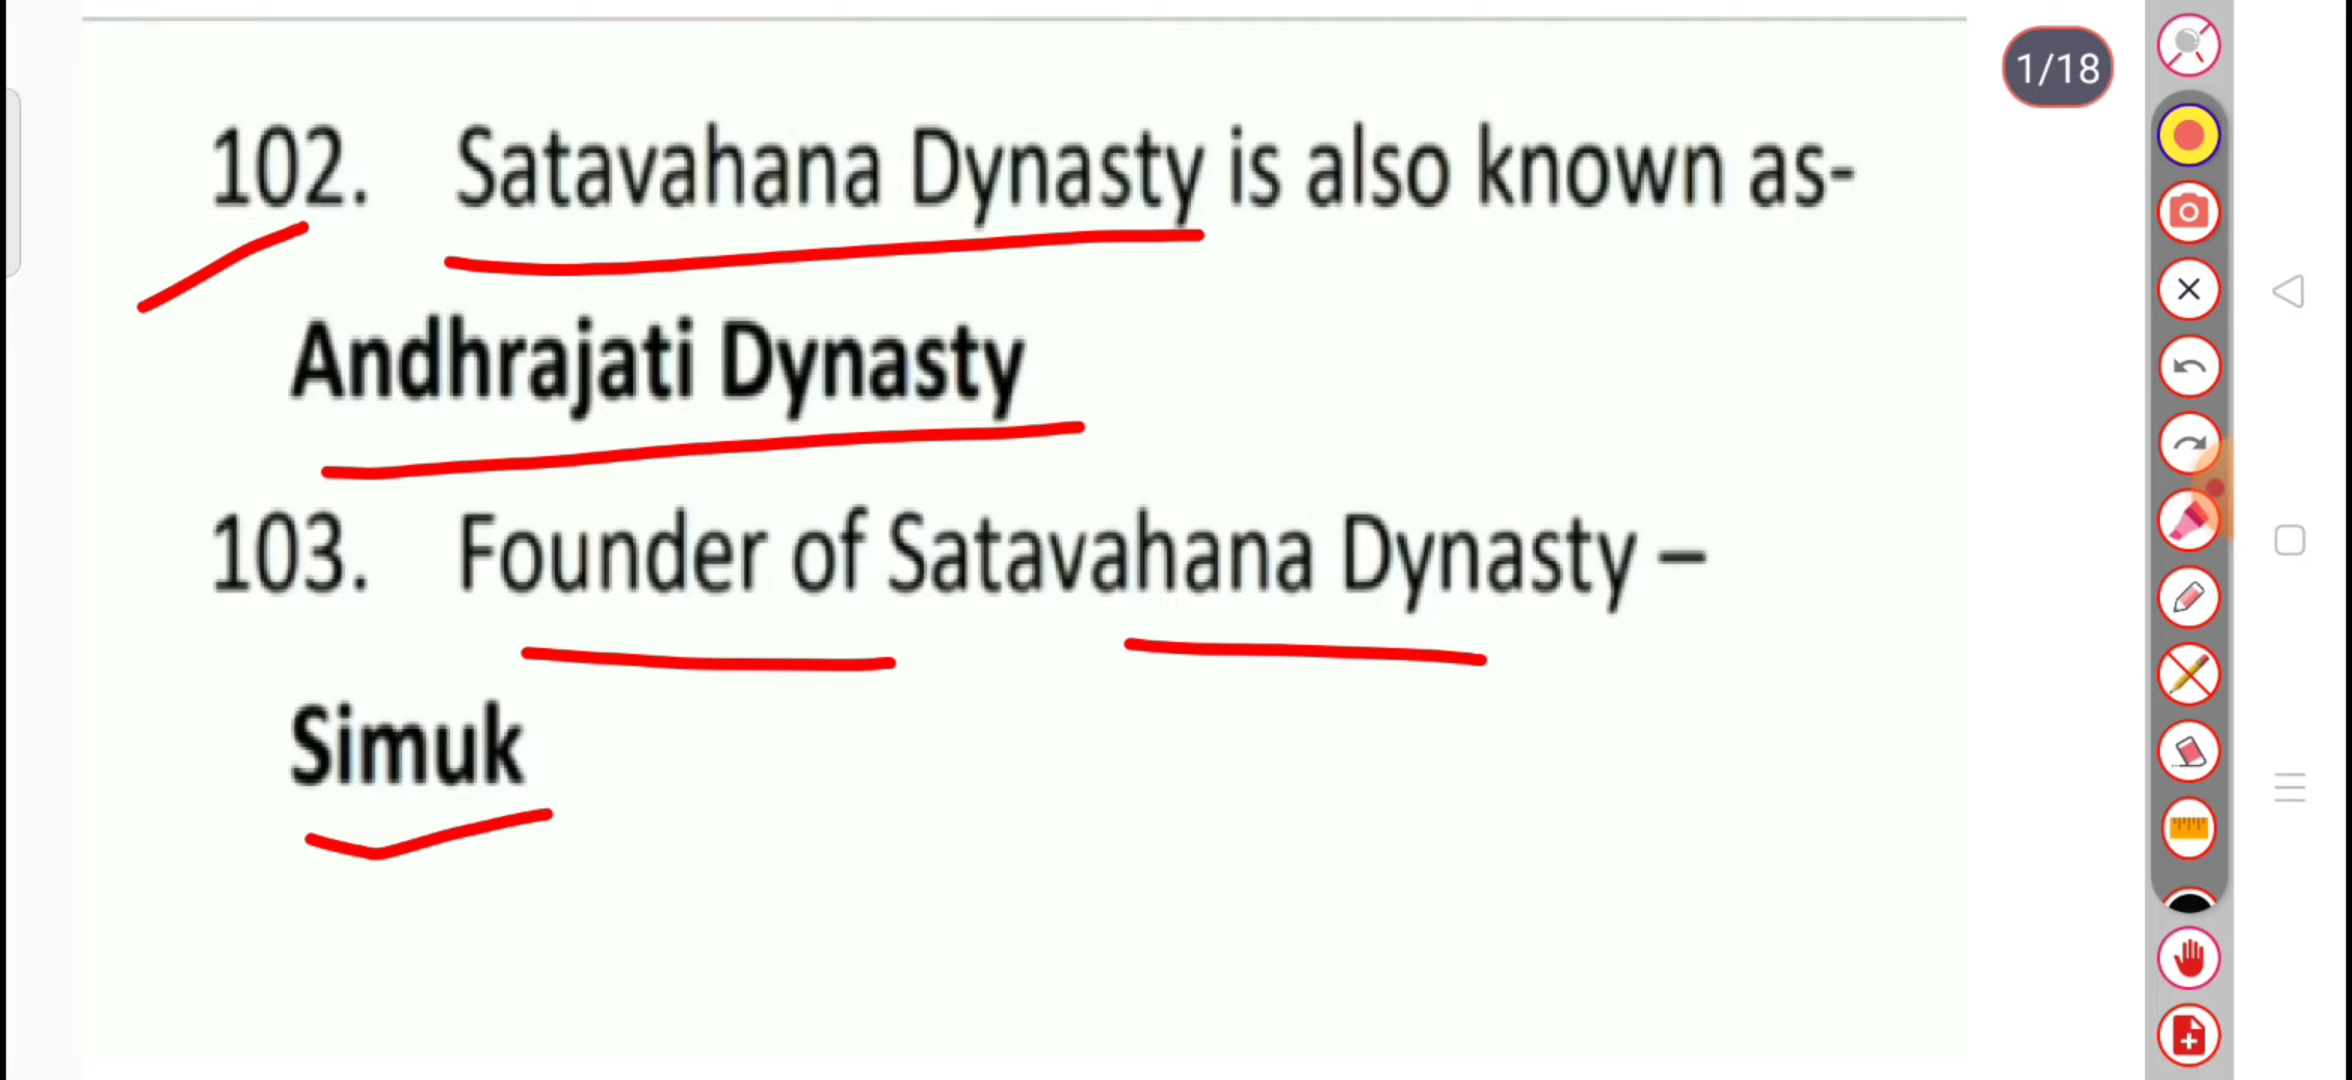 1/18
102. Satavahana Dynasty is also known as-
Andhrajati Dynasty
103. Founder of Satavahana Dynasty –
Simuk